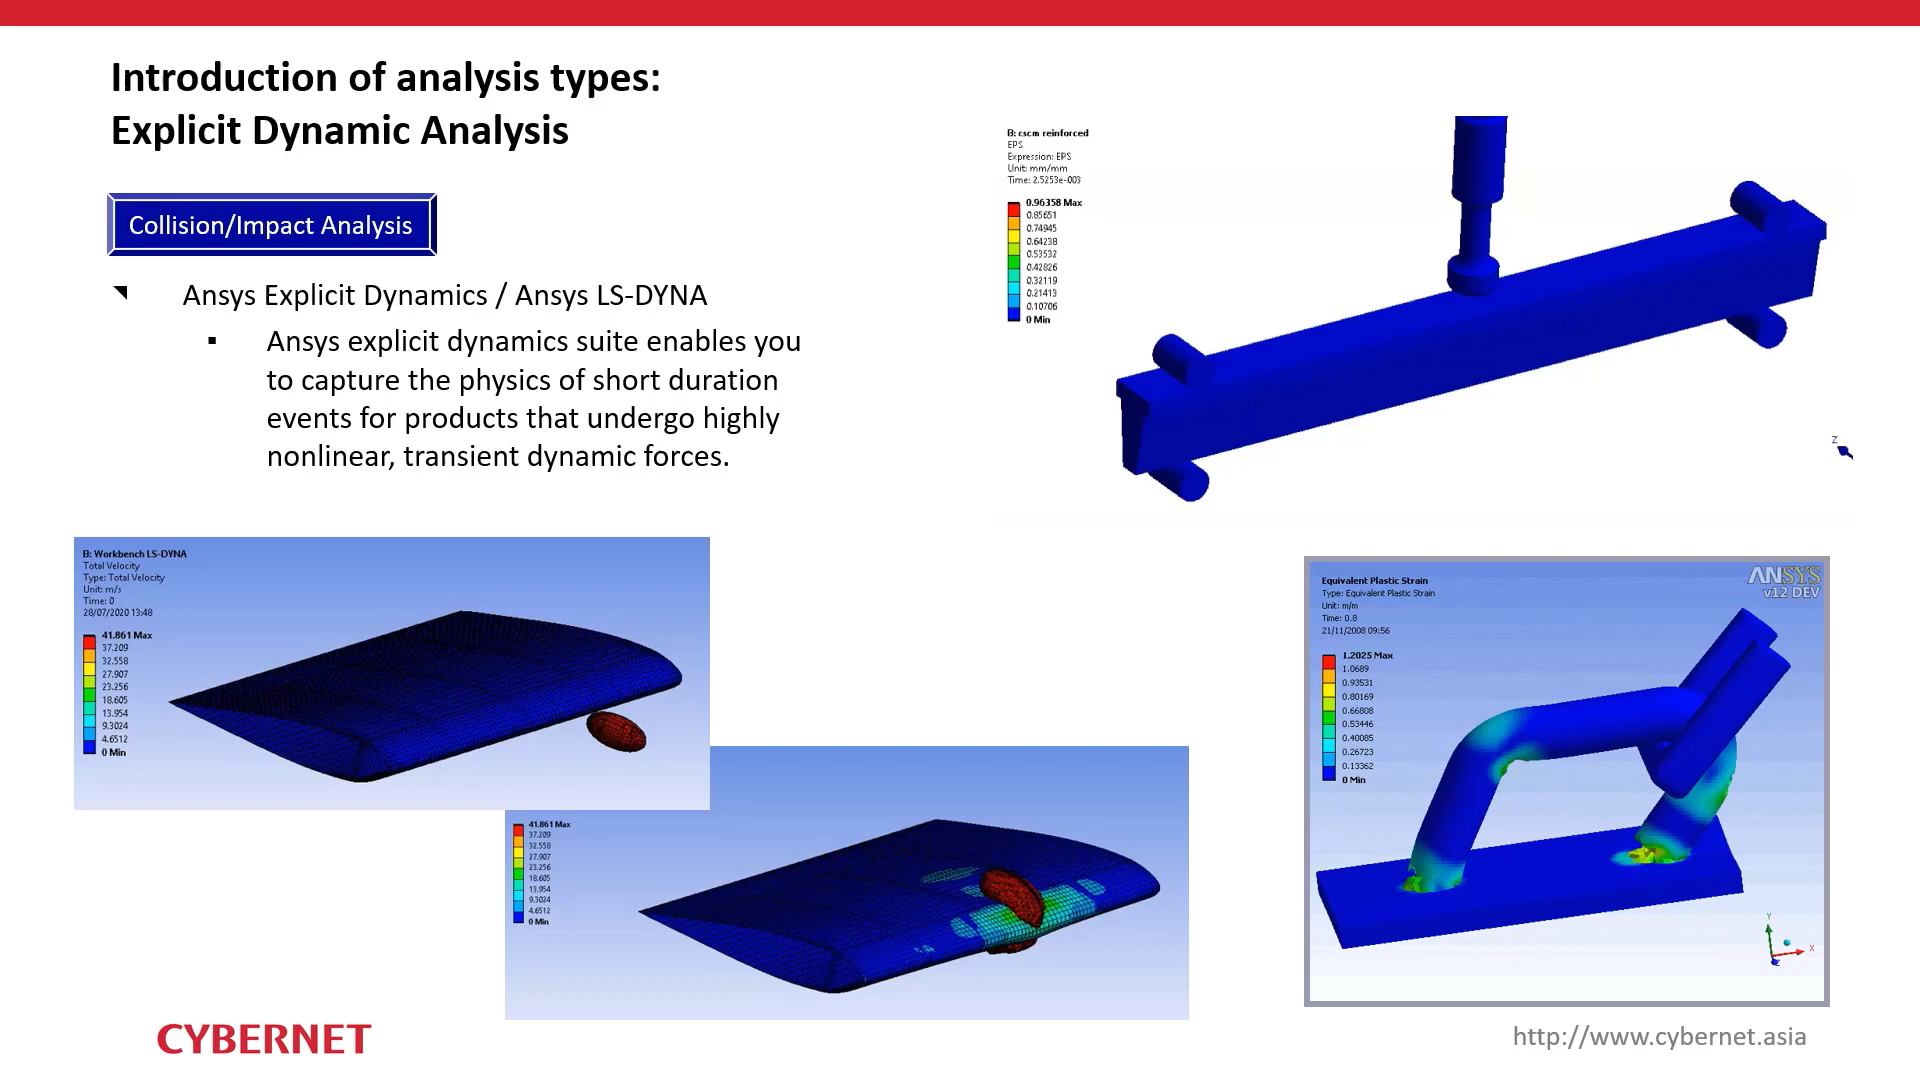 Introduction of analysis types:
Explicit Dynamic Analysis
Collision/Impact Analysis
Ansys Explicit Dynamics / Ansys LS-DYNA
Ansys explicit dynamics suite enables you
to capture the physics of short duration
events for products that undergo highly
nonlinear, transient dynamic forces.
B: cscm reinforced
EPS
Expression: EPS
Unit: mm/mm
Time: 2.5253e-003
0.96358 Max
0.85651
0.74945
0.64238
0.53532
0.42826
0.32119
0.21413
0.10706
0 Min
Z
B: Workbench LS-DYNA
Total Velocity
Type: Total Velocity
Unit: m/s
Time: 0
28/07/2020 13:48
41.861 Max
37.209
32.558
27.907
23.256
18.605
13.954
9.3024
4.6512
0 Min
41.861 Max
37.209
32.558
27.907
23.256
18.605
13.954
9.3024
4.6512
0 Min
Equivalent Plastic Strain
Type: Equivalent Plastic Strain
Unit: m/m
Time: 0.8
21/11/2008 09:56
ANSYS
v12 DEV
1.2025 Max
1.0689
0.93531
0.80169
0.66808
0.53446
0.40085
0.26723
0.13362
0 Min
Y
X
Z
CYBERNET
http://www.cybernet.asia